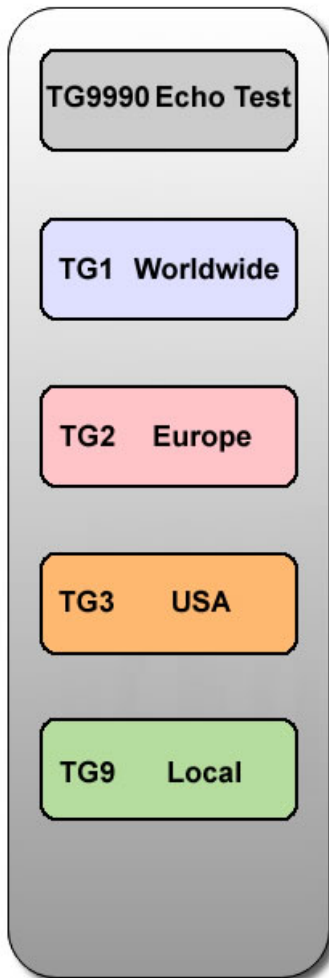 TG9990 Echo Test
TG1 Worldwide
TG2 Europe
TG3 USA
TG9 Local